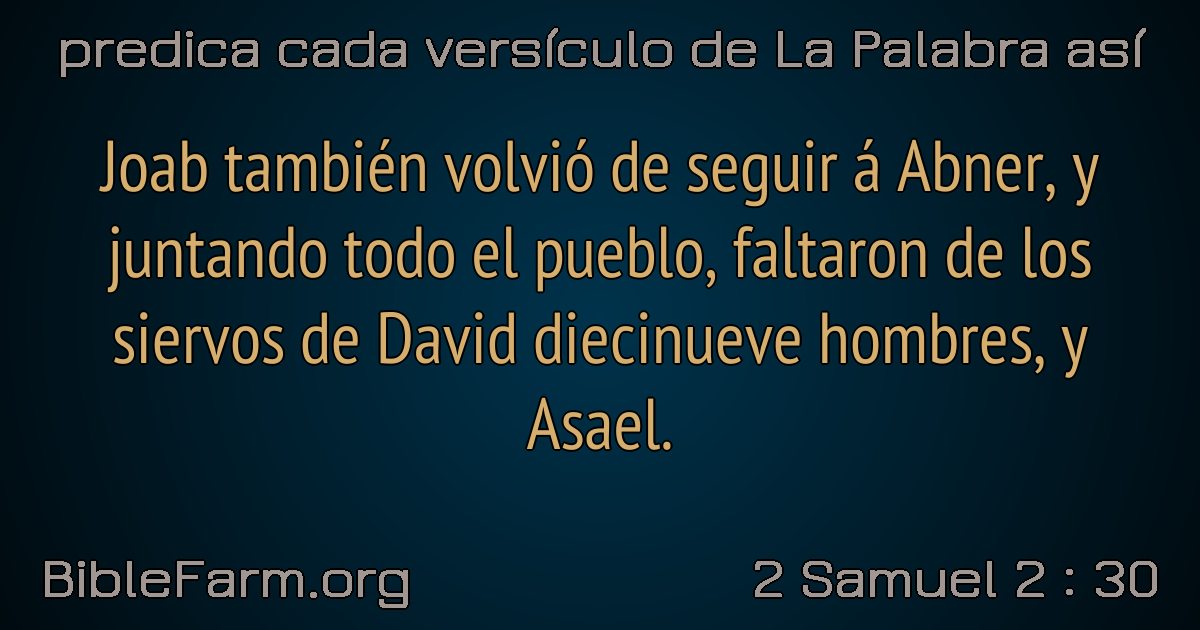 predica cada versículo de La Palabra así
Joab también volvió de seguir á Abner, y
juntando todo el pueblo, faltaron de los
siervos de David diecinueve hombres, y
Asael.
BibleFarm.org
2 Samuel 2 : 30